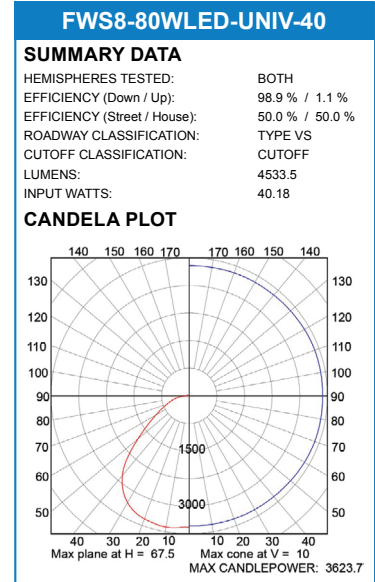 FWS8-80WLED-UNIV-40
SUMMARY DATA
HEMISPHERES TESTED: BOTH
EFFICIENCY (Down / Up): 98.9 % / 1.1 %
EFFICIENCY (Street / House): 50.0 % / 50.0 %
ROADWAY CLASSIFICATION: TYPE VS
CUTOFF CLASSIFICATION: CUTOFF
LUMENS: 4533.5
INPUT WATTS: 40.18
CANDELA PLOT
140 150 160 170 170 160 150 140
130 130
120 120
110 110
100 100
90 90
80 80
70 1500 70
60 60
50 3000 50
40 30 20 10 10 20 30 40
Max plane at H = 67.5 Max cone at V = 10
MAX CANDLEPOWER: 3623.7